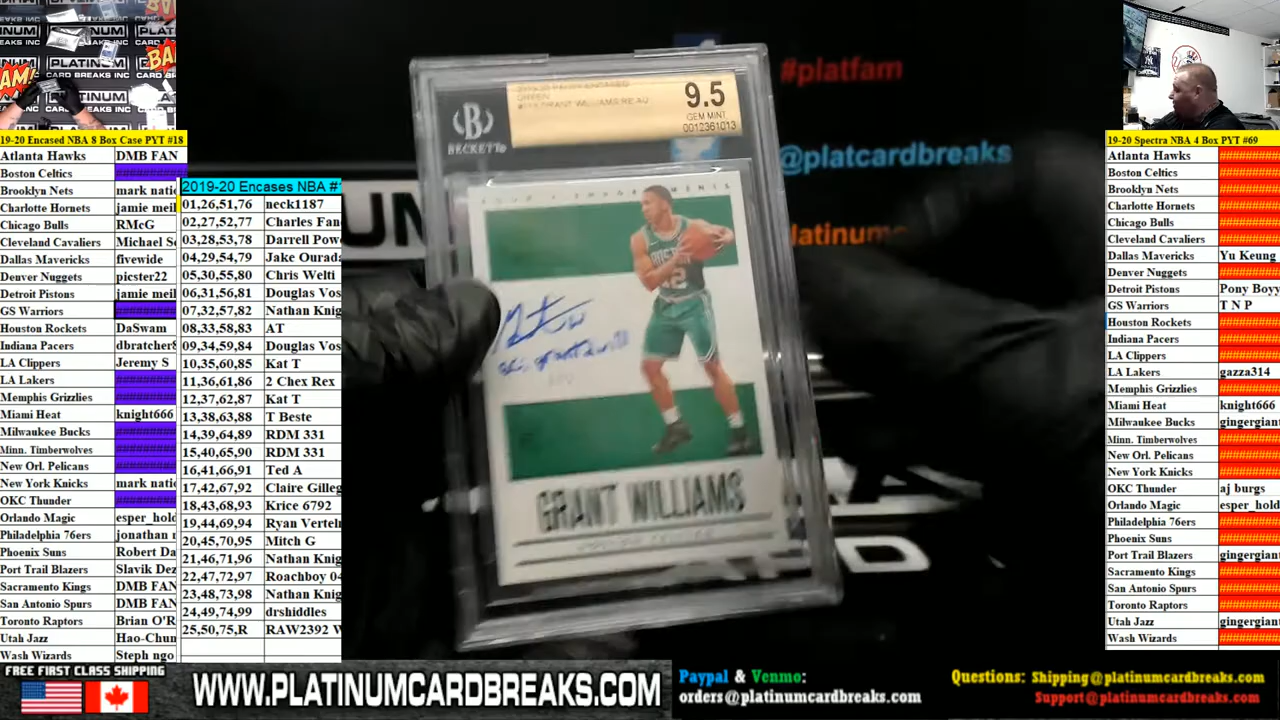 19-20 Encased NBA 8 Box Case PYT #18
Atlanta Hawks DMB FAN
Boston Celtics
Brooklyn Nets mark natic
Charlotte Hornets jamie meil
Chicago Bulls RMcG
Cleveland Cavaliers Michael S
Dallas Mavericks fivewide
Denver Nuggets picster22
Detroit Pistons jamie meil
GS Warriors ########
Houston Rockets DaSwam
Indiana Pacers dbratcher8
LA Clippers Jeremy S
LA Lakers ########
Memphis Grizzlies ########
Miami Heat knight666
Milwaukee Bucks ########
Minn. Timberwolves ########
New Orl. Pelicans ########
New York Knicks mark natic
OKC Thunder ########
Orlando Magic esper_hold
Philadelphia 76ers jonathan r
Phoenix Suns Robert Da
Port Trail Blazers Slavik Dez
Sacramento Kings DMB FAN
San Antonio Spurs DMB FAN
Toronto Raptors Brian O'R
Utah Jazz Hao-Chun
Wash Wizards Steph ngo
2019-20 Encases NBA #
01,26,51,76 neck1187
02,27,52,77 Charles Fan
03,28,53,78 Darrell Powe
04,29,54,79 Jake Ourada
05,30,55,80 Chris Welti
06,31,56,81 Douglas Vos
07,32,57,82 Nathan Knig
08,33,58,83 AT
09,34,59,84 Douglas Vos
10,35,60,85 Kat T
11,36,61,86 2 Chex Rex
12,37,62,87 Kat T
13,38,63,88 T Beste
14,39,64,89 RDM 331
15,40,65,90 RDM 331
16,41,66,91 Ted A
17,42,67,92 Claire Gilleg
18,43,68,93 Krice 6792
19,44,69,94 Ryan Verteln
20,45,70,95 Mitch G
21,46,71,96 Nathan Knig
22,47,72,97 Roachboy 04
23,48,73,98 Nathan Knig
24,49,74,99 drshiddles
25,50,75,R RAW2392 W
BECKETT
9.5
GEM MINT
0012361013
GRANT WILLIAMS
#platinum
@platcardbreaks
19-20 Spectra NBA 4 Box PYT #69
Atlanta Hawks ########
Boston Celtics ########
Brooklyn Nets ########
Charlotte Hornets ########
Chicago Bulls ########
Cleveland Cavaliers ########
Dallas Mavericks Yu Keung
Denver Nuggets ########
Detroit Pistons Pony Boyy
GS Warriors T N P
Houston Rockets ########
Indiana Pacers ########
LA Clippers ########
LA Lakers gazza314
Memphis Grizzlies ########
Miami Heat knight666
Milwaukee Bucks gingergiant
Minn. Timberwolves ########
New Orl. Pelicans ########
New York Knicks ########
OKC Thunder aj burgs
Orlando Magic esper_hold
Philadelphia 76ers ########
Phoenix Suns ########
Port Trail Blazers gingergiant
Sacramento Kings ########
San Antonio Spurs ########
Toronto Raptors ########
Utah Jazz gingergiant
Wash Wizards ########
FREE FIRST CLASS SHIPPING
WWW.PLATINUMCARDBREAKS.COM
Paypal & Venmo:
orders@platinumcardbreaks.com
Questions: Shipping@platinumcardbreaks.com
Support@platinumcardbreaks.com